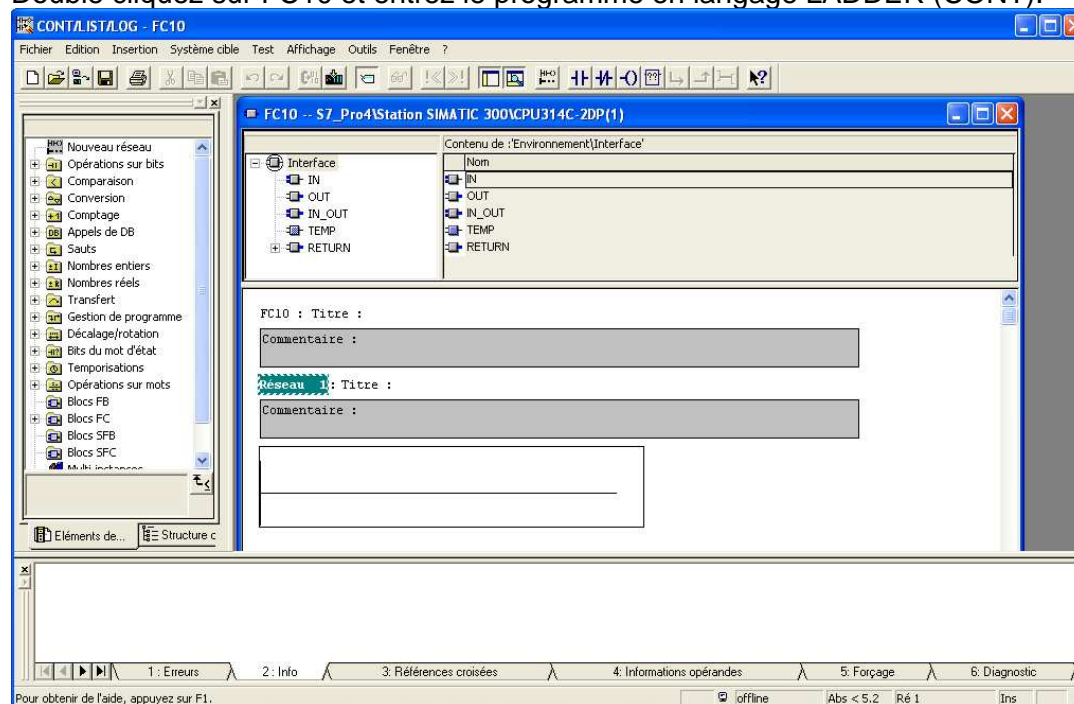 Double cliquez sur FC10 et entrez le programme en langage LADDER (CONT).
CONT/LIST/LOG - FC10
Fichier Edition Insertion Système cible Test Affichage Outils Fenêtre ?
FC10 -- S7_Pro4\Station SIMATIC 300\CPU314C-2DP(1)
Contenu de :'Environnement\Interface'
Nom
Interface
IN
OUT
IN_OUT
TEMP
RETURN
IN
OUT
IN_OUT
TEMP
RETURN
Nouveau réseau
Opérations sur bits
Comparaison
Conversion
Comptage
Appels de DB
Sauts
Nombres entiers
Nombres réels
Transfert
Gestion de programme
Décalage/rotation
Bits du mot d'état
Temporisations
Opérations sur mots
Blocs FB
Blocs FC
Blocs SFB
Blocs SFC
Multi instances
Eléments de... Structure c
FC10 : Titre :
Commentaire :
Réseau 1: Titre :
Commentaire :
1 : Erreurs 2 : Info 3: Références croisées 4: Informations opérandes 5: Forçage 6: Diagnostic
Pour obtenir de l'aide, appuyez sur F1. offline Abs < 5.2 Ré 1 Ins